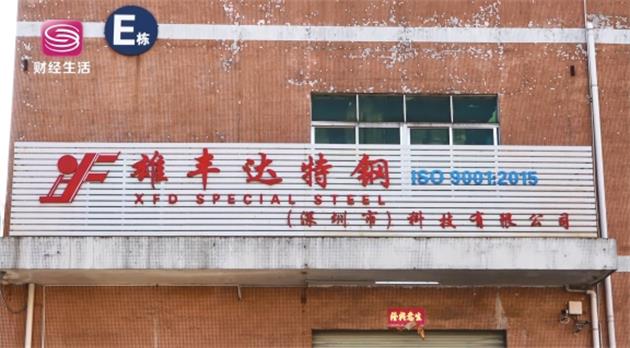 财经生活
E栋
雄丰达特钢 ISO 9001:2015
XFD SPECIAL STEEL
(深圳市)科技有限公司